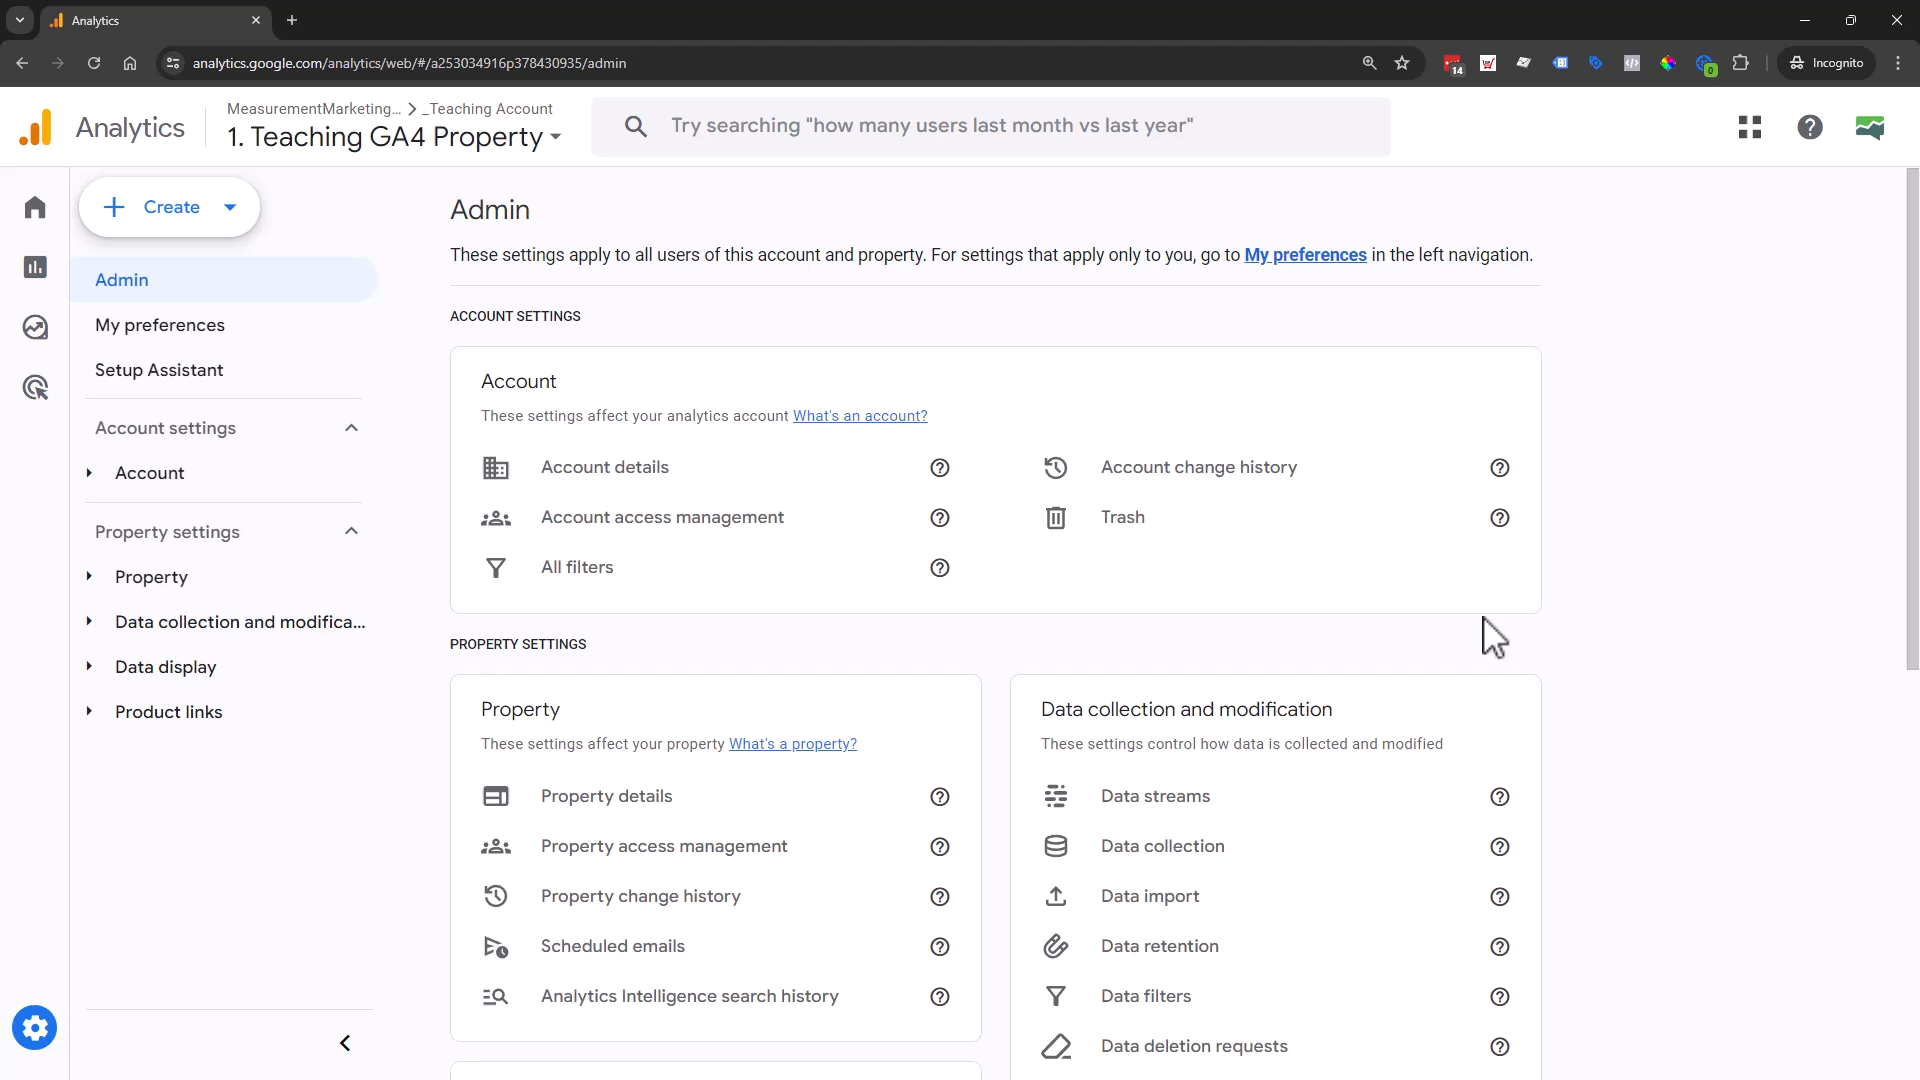 Analytics
analytics.google.com/analytics/web/#/a253034916p378430935/admin
14
0
Incognito
Analytics
MeasurementMarketing... > _Teaching Account
1. Teaching GA4 Property
Try searching "how many users last month vs last year"
Create
Admin
My preferences
Setup Assistant
Account settings
Account
Property settings
Property
Data collection and modifica...
Data display
Product links
Admin
These settings apply to all users of this account and property. For settings that apply only to you, go to My preferences in the left navigation.
ACCOUNT SETTINGS
Account
These settings affect your analytics account What's an account?
Account details
Account change history
Account access management
Trash
All filters
PROPERTY SETTINGS
Property
These settings affect your property What's a property?
Property details
Property access management
Property change history
Scheduled emails
Analytics Intelligence search history
Data collection and modification
These settings control how data is collected and modified
Data streams
Data collection
Data import
Data retention
Data filters
Data deletion requests